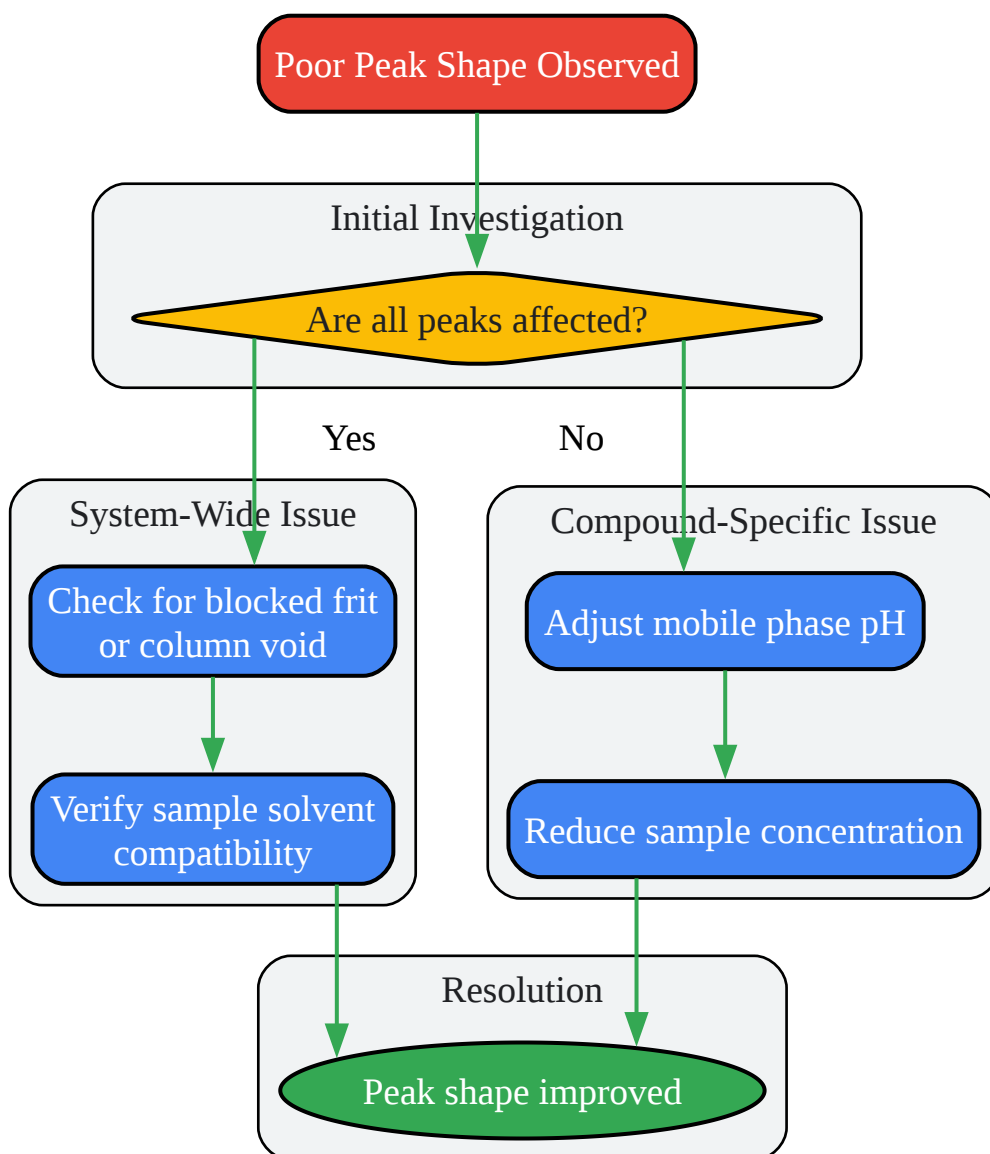 Poor Peak Shape Observed
Initial Investigation
Are all peaks affected?
Yes
No
System-Wide Issue
Check for blocked frit
or column void
Verify sample solvent
compatibility
Compound-Specific Issue
Adjust mobile phase pH
Reduce sample concentration
Resolution
Peak shape improved